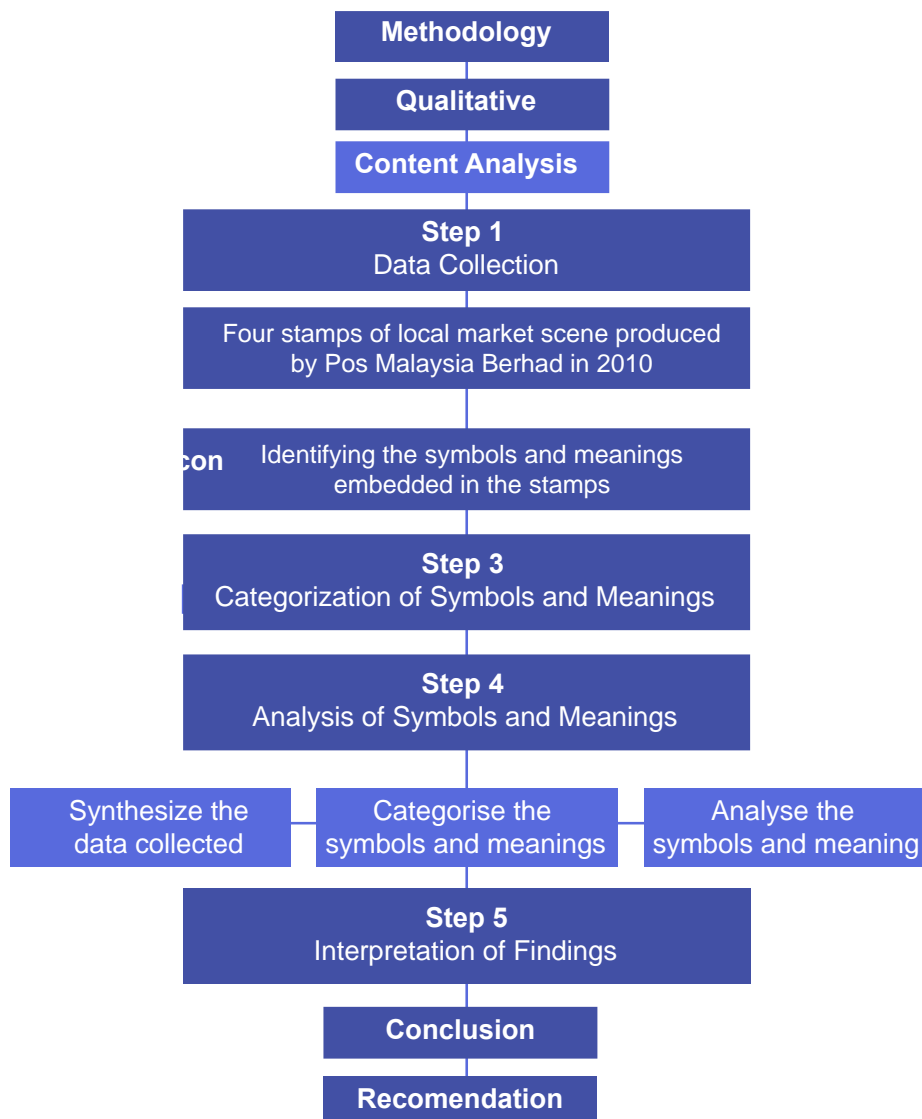 Methodology
Qualitative
Content Analysis
Step 1
Data Collection
Four stamps of local market scene produced
by Pos Malaysia Berhad in 2010
con
Identifying the symbols and meanings
embedded in the stamps
Step 3
Categorization of Symbols and Meanings
Step 4
Analysis of Symbols and Meanings
Synthesize the
data collected
Categorise the
symbols and meanings
Analyse the
symbols and meaning
Step 5
Interpretation of Findings
Conclusion
Recomendation